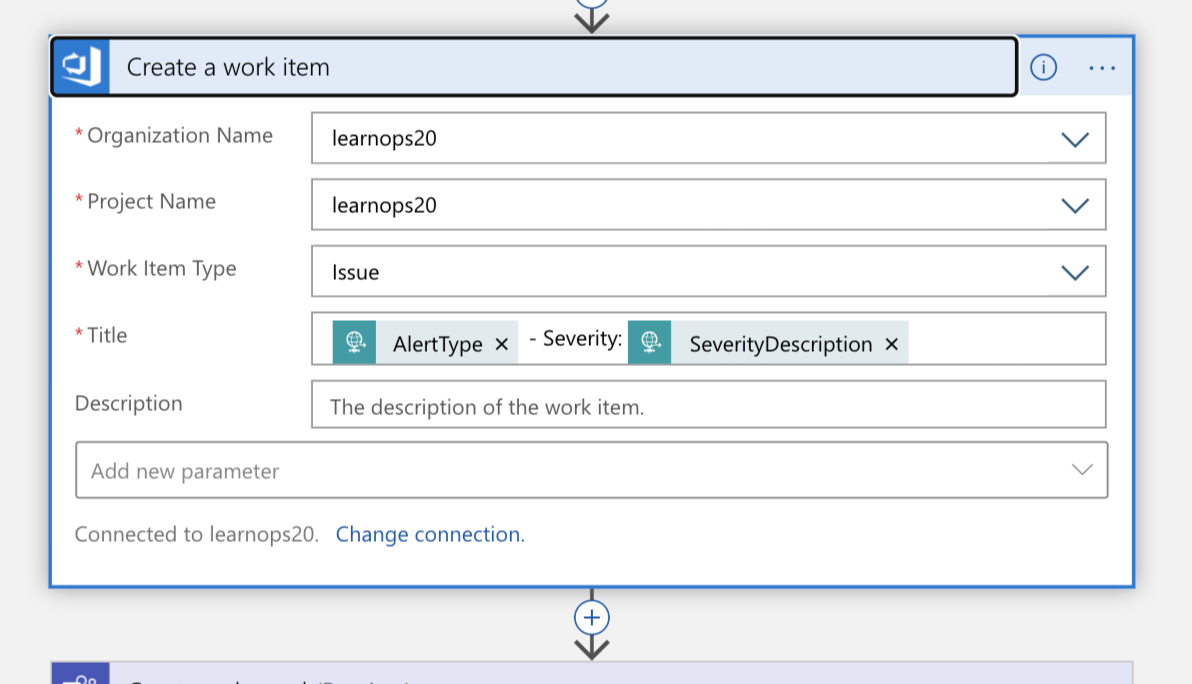 Create a work item
* Organization Name learnops20
* Project Name learnops20
* Work Item Type Issue
* Title AlertType × - Severity: SeverityDescription ×
Description The description of the work item.
Add new parameter
Connected to learnops20. Change connection.